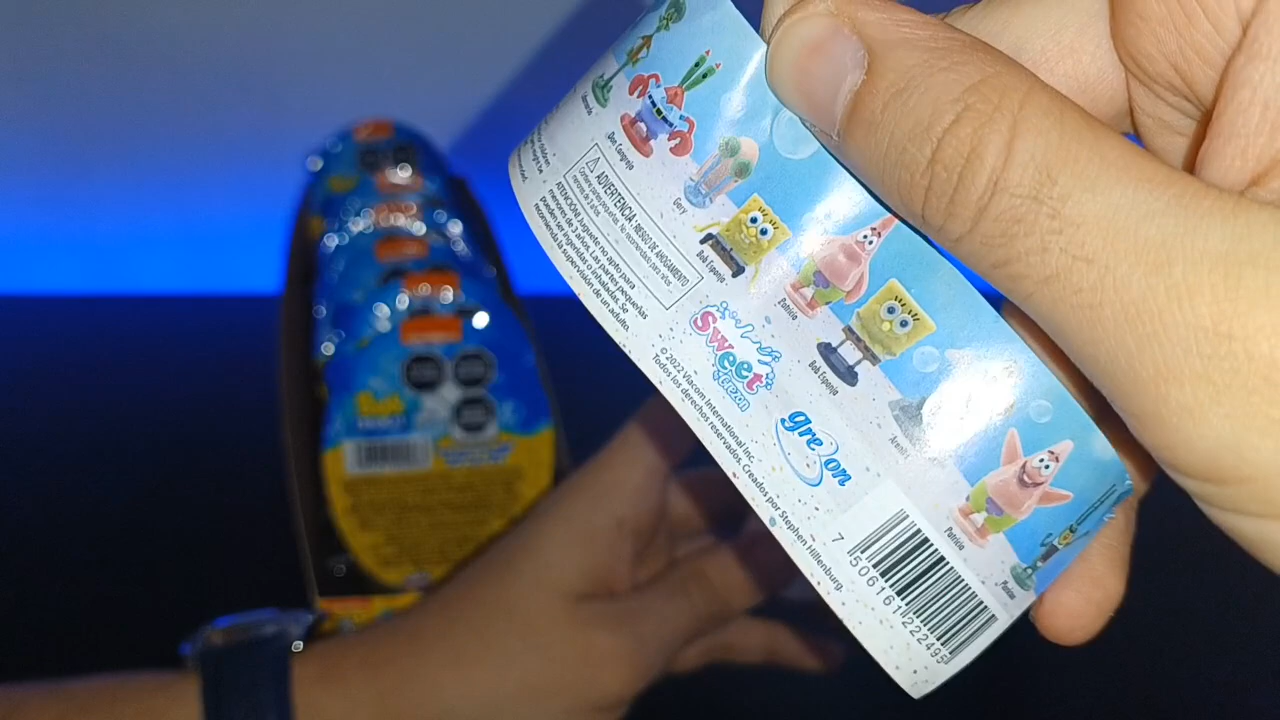 Don Cangrejo
Gary
Bob Esponja
Patricio
Bob Esponja
Arenita
Patricio
ADVERTENCIA: RIESGO DE AHOGAMIENTO
Contiene partes pequeñas. No recomendado para niños
menores de 3 años.
ATENCIÓN! Juguete no apto para
menores de 3 años. Las partes pequeñas
pueden ser ingeridas o inhaladas. Se
recomienda la supervisión de un adulto.
Sweet
grezon
© 2022 Viacom International Inc.
Todos los derechos reservados. Creados por Stephen Hillenburg.
grezon
7 506161 222495